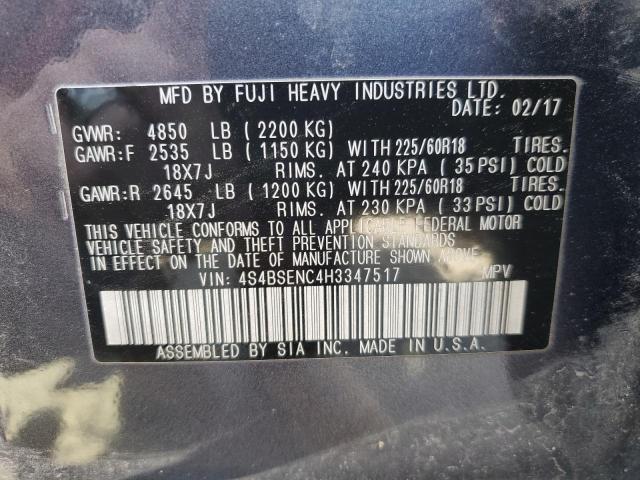 MFD BY FUJI HEAVY INDUSTRIES LTD.
DATE: 02/17
GVWR: 4850 LB (2200 KG)
GAWR:F 2535 LB (1150 KG) WITH 225/60R18 TIRES.
18X7J RIMS. AT 240 KPA (35 PSI) COLD
GAWR:R 2645 LB (1200 KG) WITH 225/60R18 TIRES.
18X7J RIMS. AT 230 KPA (33 PSI) COLD
THIS VEHICLE CONFORMS TO ALL APPLICABLE FEDERAL MOTOR
VEHICLE SAFETY AND THEFT PREVENTION STANDARDS
IN EFFECT ON THE DATE OF MANUFACTURE SHOWN ABOVE.
VIN: 4S4BSENC4H3347517 MPV
ASSEMBLED BY SIA INC. MADE IN U.S.A.